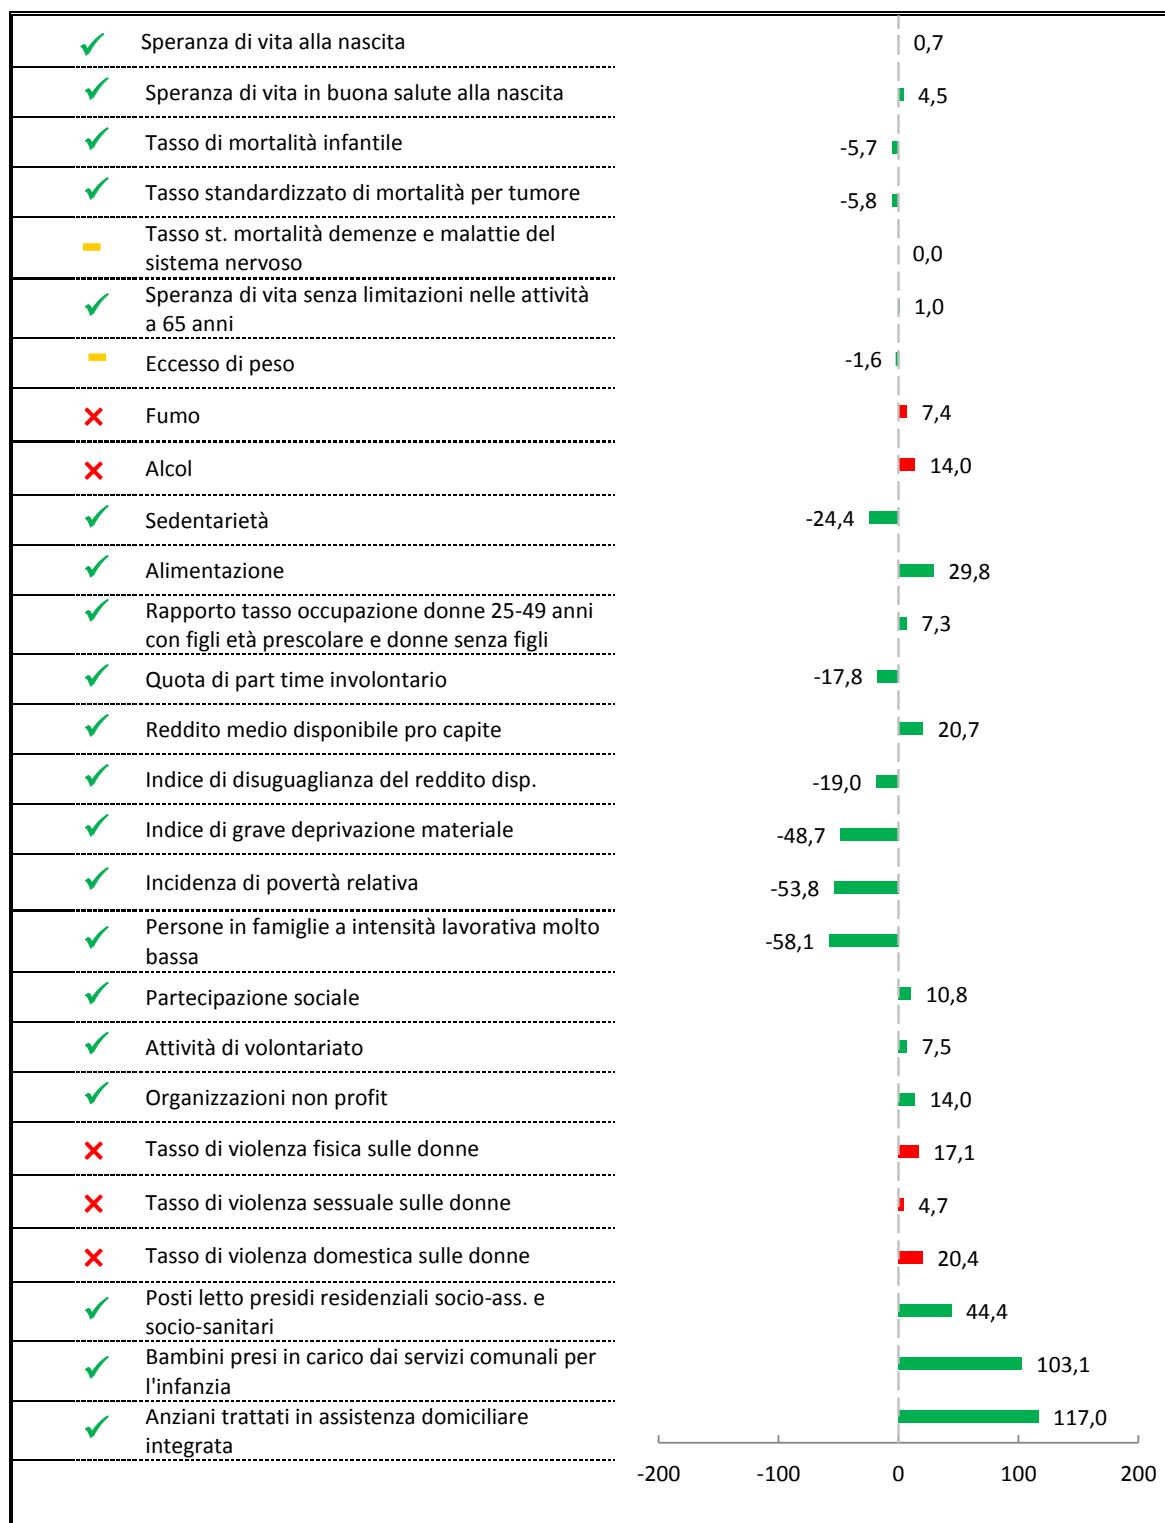 Speranza di vita alla nascita 0,7
Speranza di vita in buona salute alla nascita 4,5
Tasso di mortalità infantile -5,7
Tasso standardizzato di mortalità per tumore -5,8
Tasso st. mortalità demenze e malattie del
sistema nervoso 0,0
Speranza di vita senza limitazioni nelle attività
a 65 anni 1,0
Eccesso di peso -1,6
Fumo 7,4
Alcol 14,0
Sedentarietà -24,4
Alimentazione 29,8
Rapporto tasso occupazione donne 25-49 anni
con figli età prescolare e donne senza figli 7,3
Quota di part time involontario -17,8
Reddito medio disponibile pro capite 20,7
Indice di disuguaglianza del reddito disp. -19,0
Indice di grave deprivazione materiale -48,7
Incidenza di povertà relativa -53,8
Persone in famiglie a intensità lavorativa molto
bassa -58,1
Partecipazione sociale 10,8
Attività di volontariato 7,5
Organizzazioni non profit 14,0
Tasso di violenza fisica sulle donne 17,1
Tasso di violenza sessuale sulle donne 4,7
Tasso di violenza domestica sulle donne 20,4
Posti letto presidi residenziali socio-ass. e
socio-sanitari 44,4
Bambini presi in carico dai servizi comunali per
l'infanzia 103,1
Anziani trattati in assistenza domiciliare
integrata 117,0
-200 -100 0 100 200